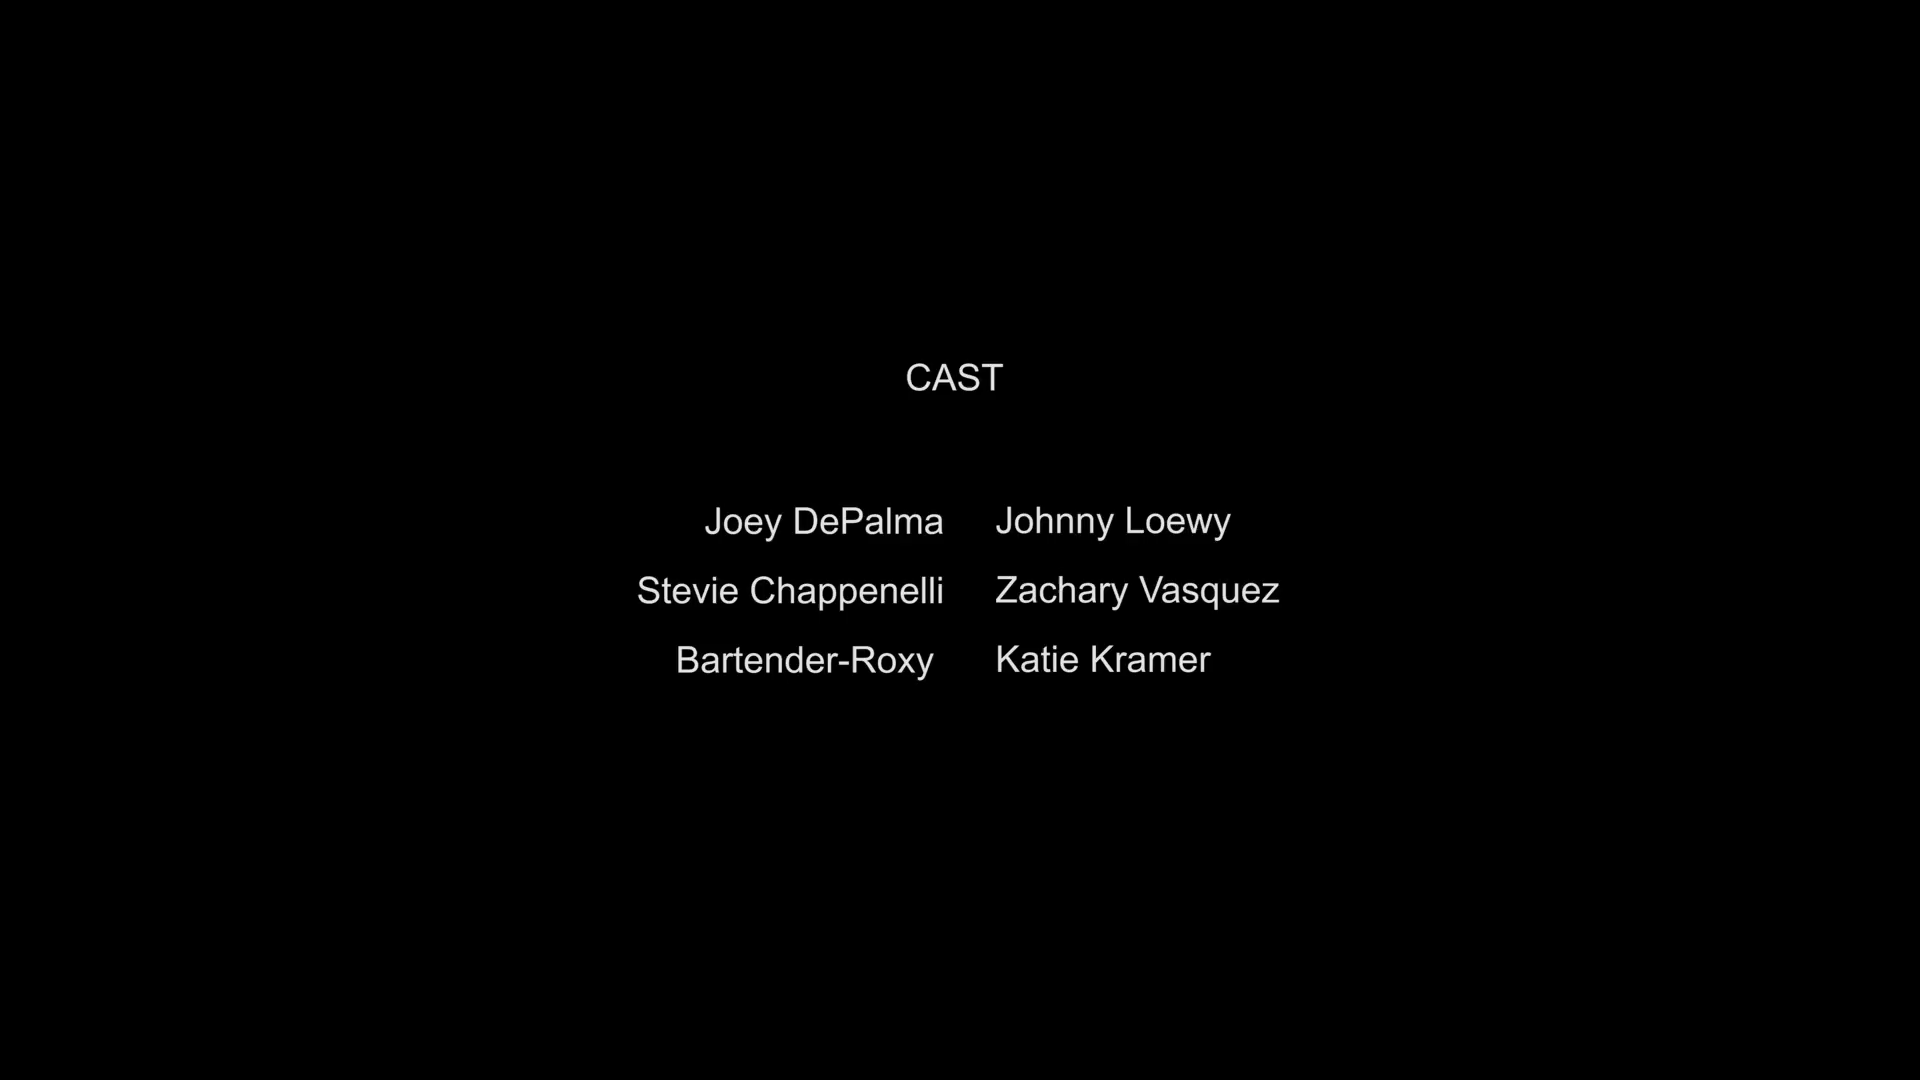 CAST
Joey DePalma Johnny Loewy
Stevie Chappenelli Zachary Vasquez
Bartender-Roxy Katie Kramer